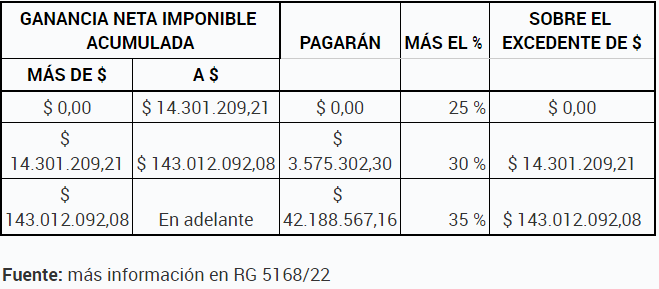 GANANCIA NETA IMPONIBLE
ACUMULADA
PAGARÁN
MÁS EL %
SOBRE EL
EXCEDENTE DE $
MÁS DE $
A $
$ 0,00
$ 14.301.209,21
$ 0,00
25 %
$ 0,00
$
14.301.209,21
$ 143.012.092,08
$
3.575.302,30
30 %
$ 14.301.209,21
$
143.012.092,08
En adelante
$
42.188.567,16
35 %
$ 143.012.092,08
Fuente: más información en RG 5168/22